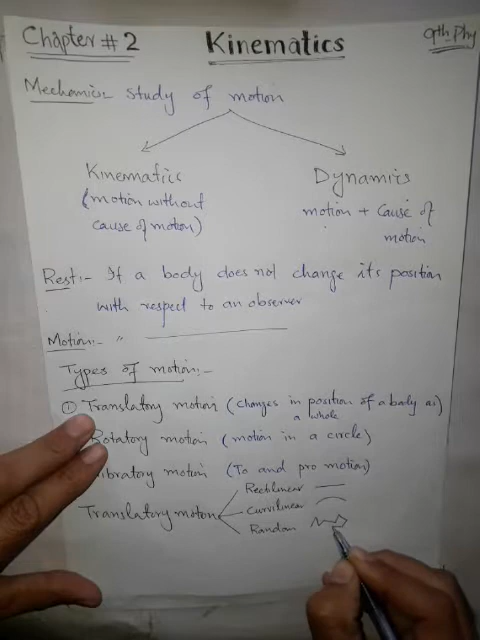 Chapter # 2 Kinematics 9th Phy
Mechanics:- study of motion
Kinematics Dynamics
(motion without motion + cause of
cause of motion) motion
Rest:- If a body does not change its position
with respect to an observer
Motion:- "
Types of motion:-
① Translatory motion (changes in position of a body as)
a whole
Rotatory motion (motion in a circle)
ibratory motion (To and pro motion)
Rectilinear
Translatory motion Curvilinear
Random